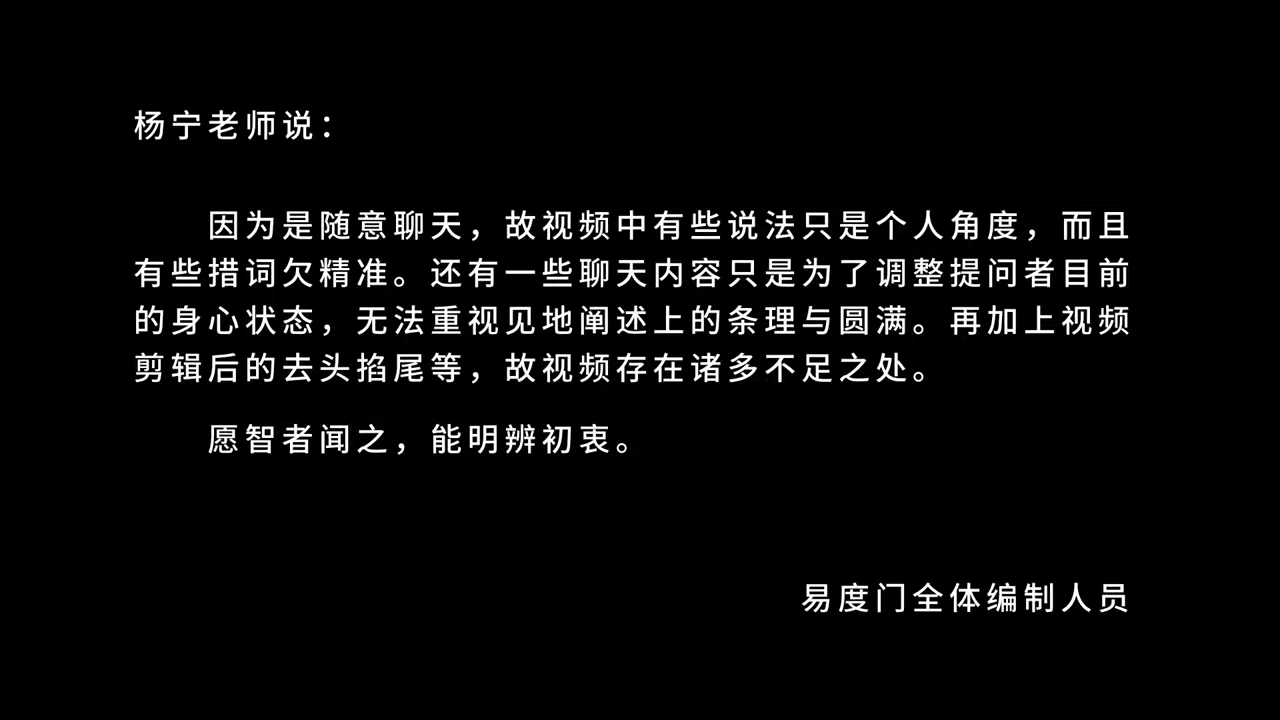 杨宁老师说：
因为是随意聊天，故视频中有些说法只是个人角度，而且
有些措词欠精准。还有一些聊天内容只是为了调整提问者目前
的身心状态，无法重视见地阐述上的条理与圆满。再加上视频
剪辑后的去头掐尾等，故视频存在诸多不足之处。
愿智者闻之，能明辨初衷。
易度门全体编制人员